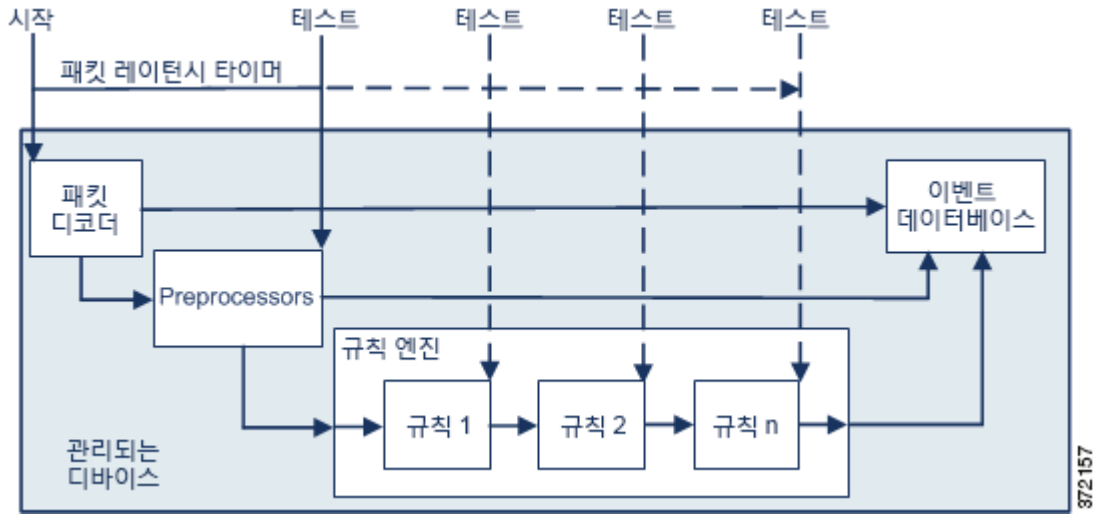 시작
테스트
테스트
테스트
테스트
패킷 레이턴시 타이머
패킷
디코더
이벤트
데이터베이스
Preprocessors
규칙 엔진
규칙 1
규칙 2
규칙 n
관리되는
디바이스
372157